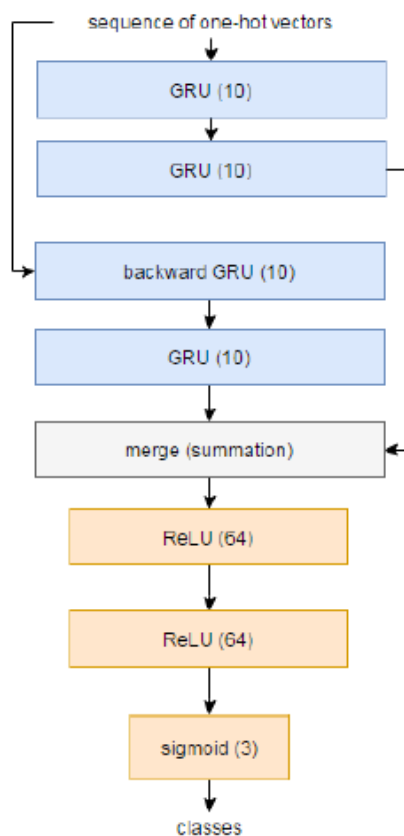 sequence of one-hot vectors
GRU (10)
GRU (10)
backward GRU (10)
GRU (10)
merge (summation)
ReLU (64)
ReLU (64)
sigmoid (3)
classes